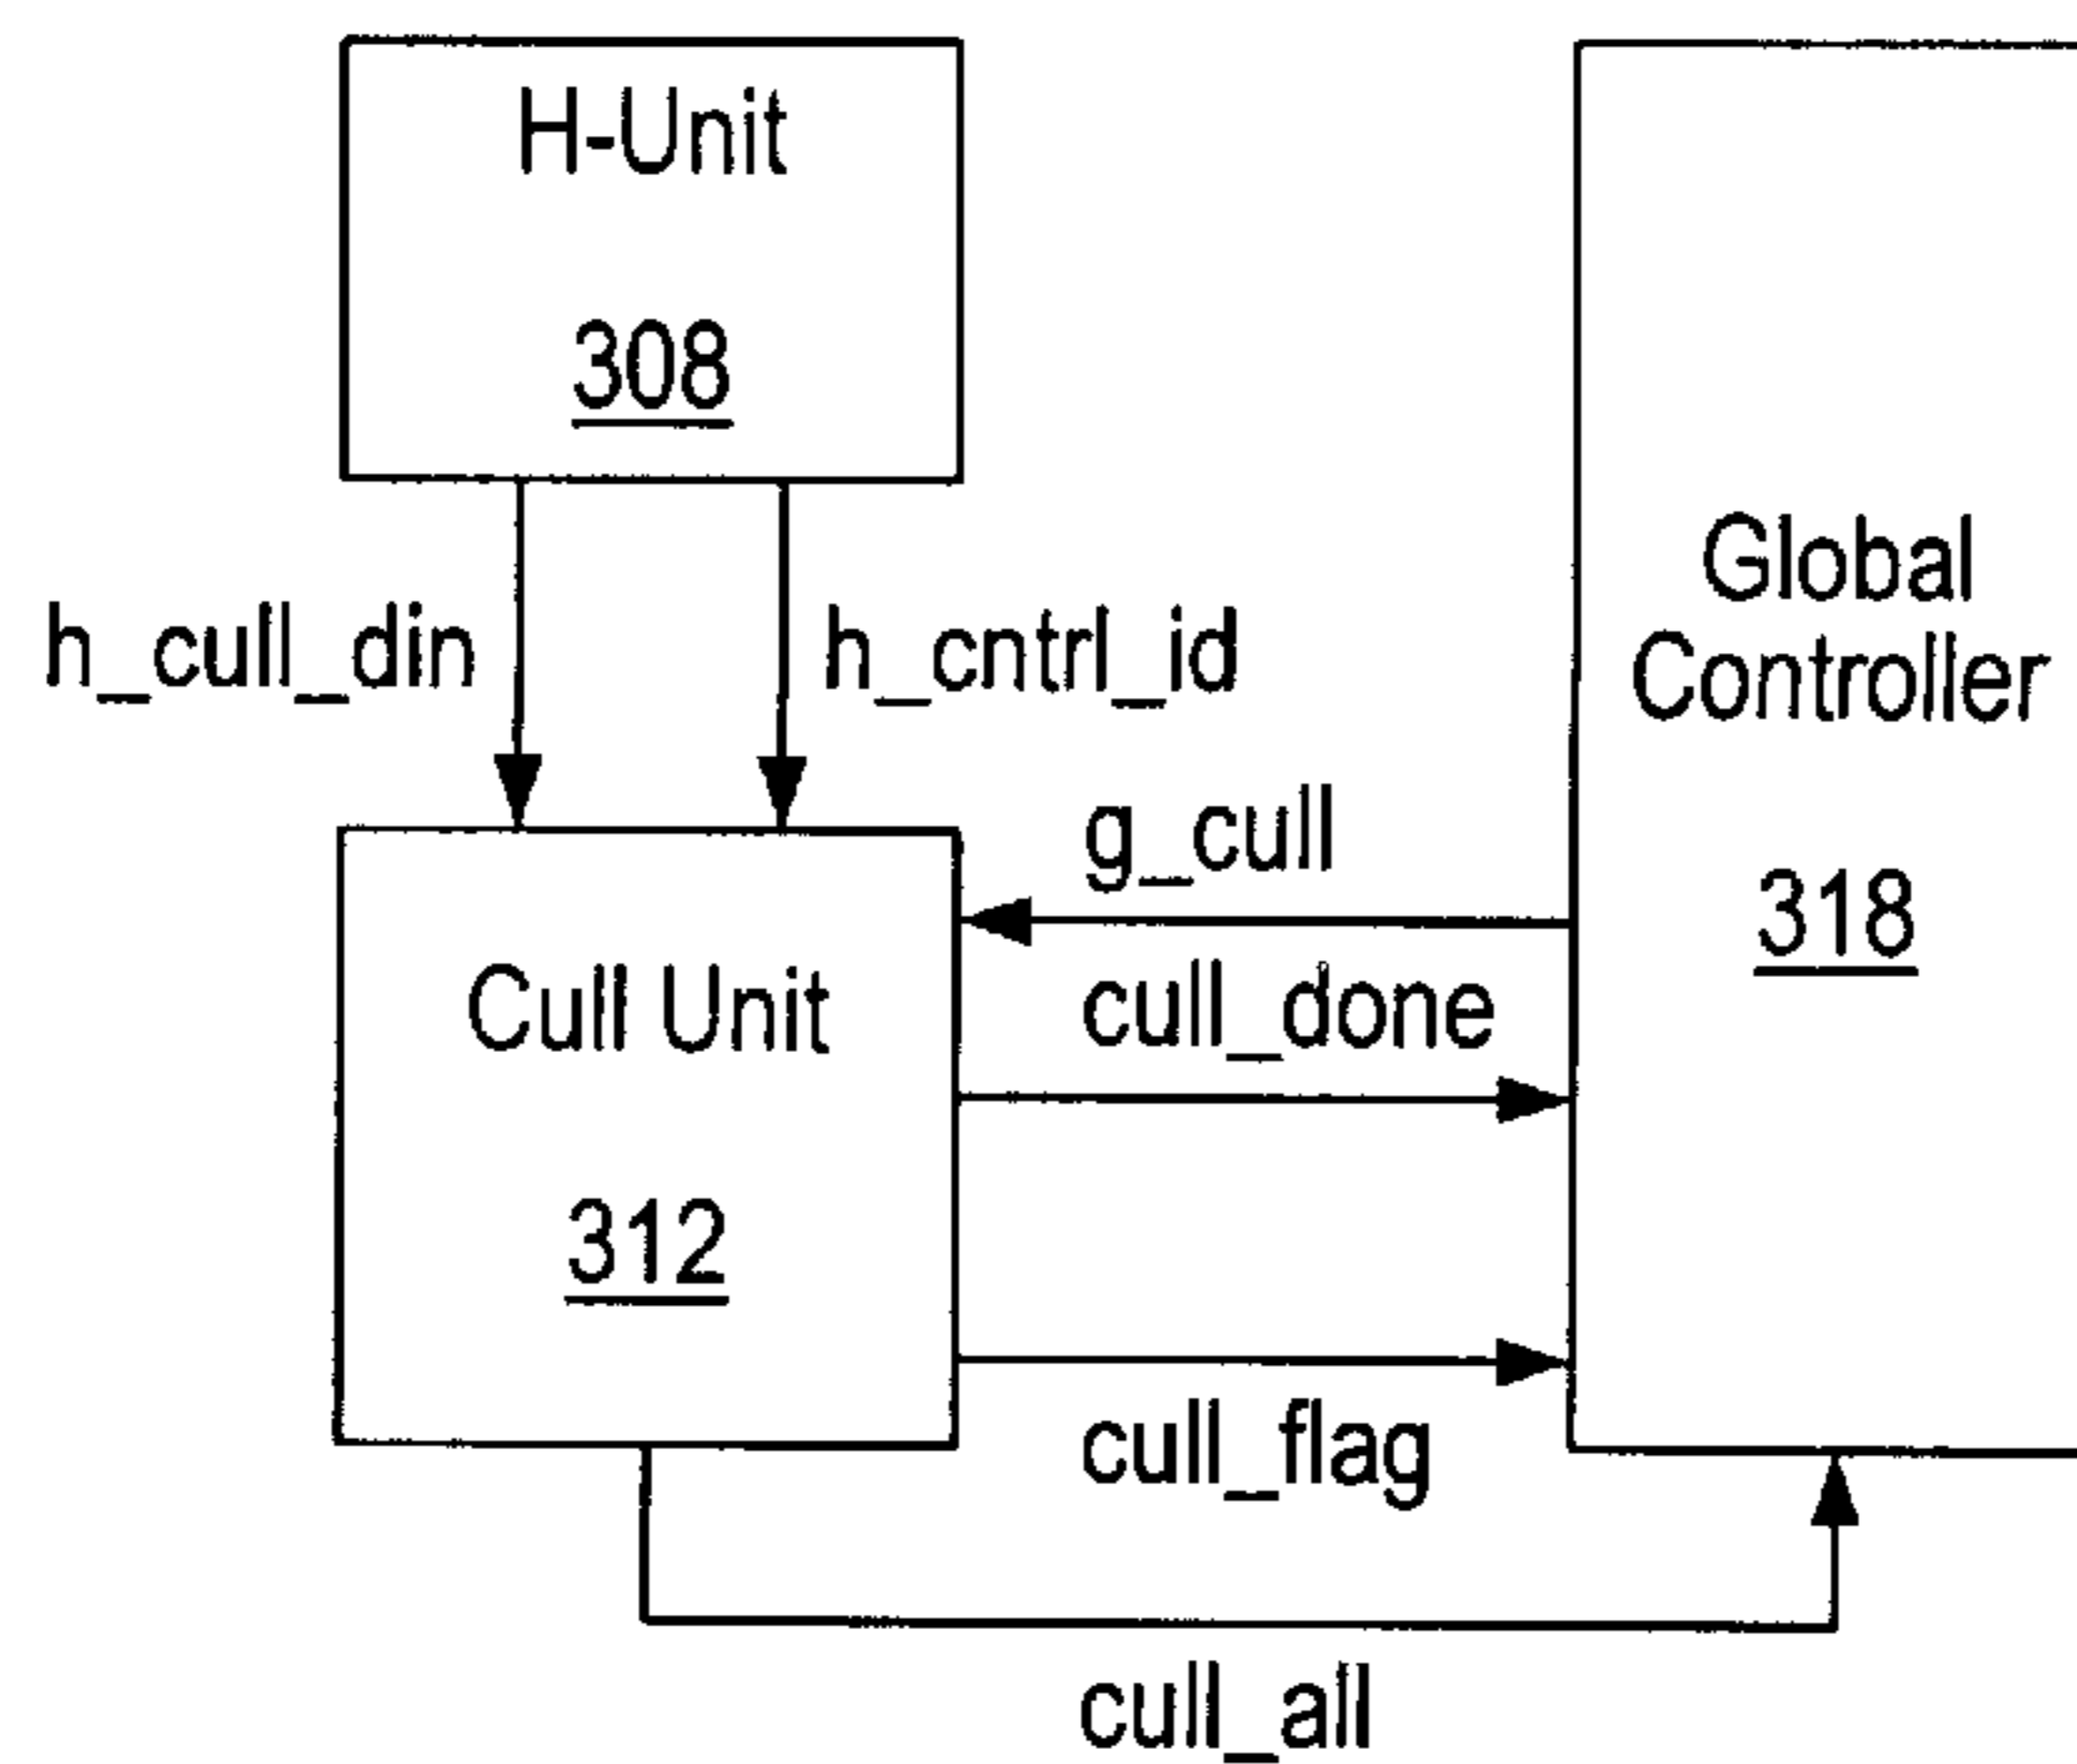 H-Unit
308
h_cull_din
h_cntrl_id
Global
Controller
318
g_cull
cull_done
Cull Unit
312
cull_flag
cull_all